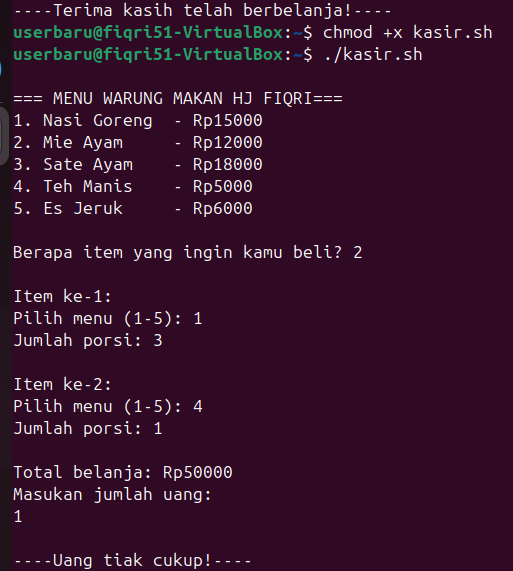 ----Terima kasih telah berbelanja!----
userbaru@fiqri51-VirtualBox:~$ chmod +x kasir.sh
userbaru@fiqri51-VirtualBox:~$ ./kasir.sh
=== MENU WARUNG MAKAN HJ FIQRI===
1. Nasi Goreng  - Rp15000
2. Mie Ayam     - Rp12000
3. Sate Ayam    - Rp18000
4. Teh Manis    - Rp5000
5. Es Jeruk     - Rp6000
Berapa item yang ingin kamu beli? 2
Item ke-1:
Pilih menu (1-5): 1
Jumlah porsi: 3
Item ke-2:
Pilih menu (1-5): 4
Jumlah porsi: 1
Total belanja: Rp50000
Masukan jumlah uang:
1
----Uang tiak cukup!----